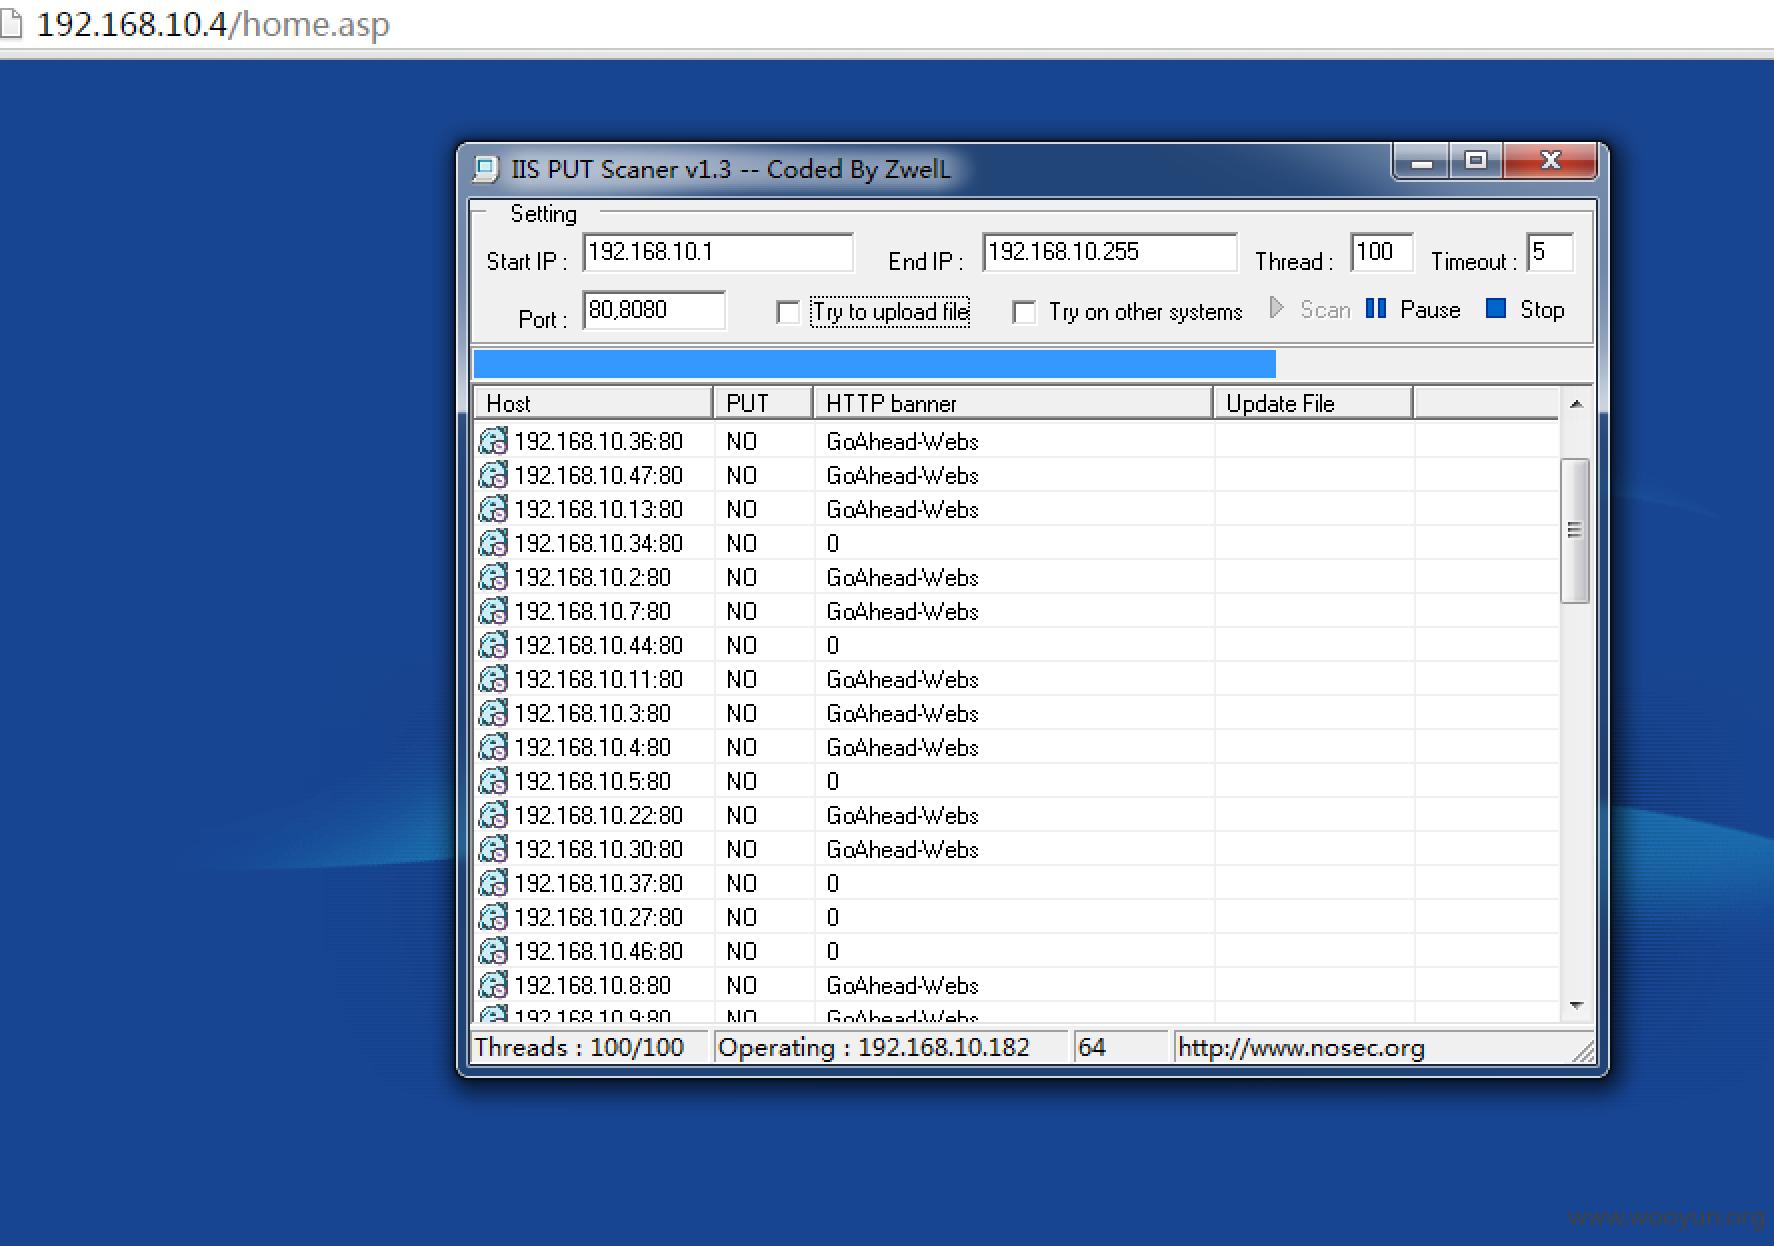 192.168.10.4/home.asp
IIS PUT Scaner v1.3 -- Coded By ZwelL
Setting
Start IP : 192.168.10.1 End IP : 192.168.10.255 Thread : 100 Timeout : 5
Port : 80,8080 Try to upload file Try on other systems Scan Pause Stop
Host PUT HTTP banner Update File
192.168.10.36:80 NO GoAhead-Webs
192.168.10.47:80 NO GoAhead-Webs
192.168.10.13:80 NO GoAhead-Webs
192.168.10.34:80 NO 0
192.168.10.2:80 NO GoAhead-Webs
192.168.10.7:80 NO GoAhead-Webs
192.168.10.44:80 NO 0
192.168.10.11:80 NO GoAhead-Webs
192.168.10.3:80 NO GoAhead-Webs
192.168.10.4:80 NO GoAhead-Webs
192.168.10.5:80 NO 0
192.168.10.22:80 NO GoAhead-Webs
192.168.10.30:80 NO GoAhead-Webs
192.168.10.37:80 NO 0
192.168.10.27:80 NO 0
192.168.10.46:80 NO 0
192.168.10.8:80 NO GoAhead-Webs
192.168.10.9:80 NO GoAhead-Webs
Threads : 100/100 Operating : 192.168.10.182 64 http://www.nosec.org
www.wooyun.org